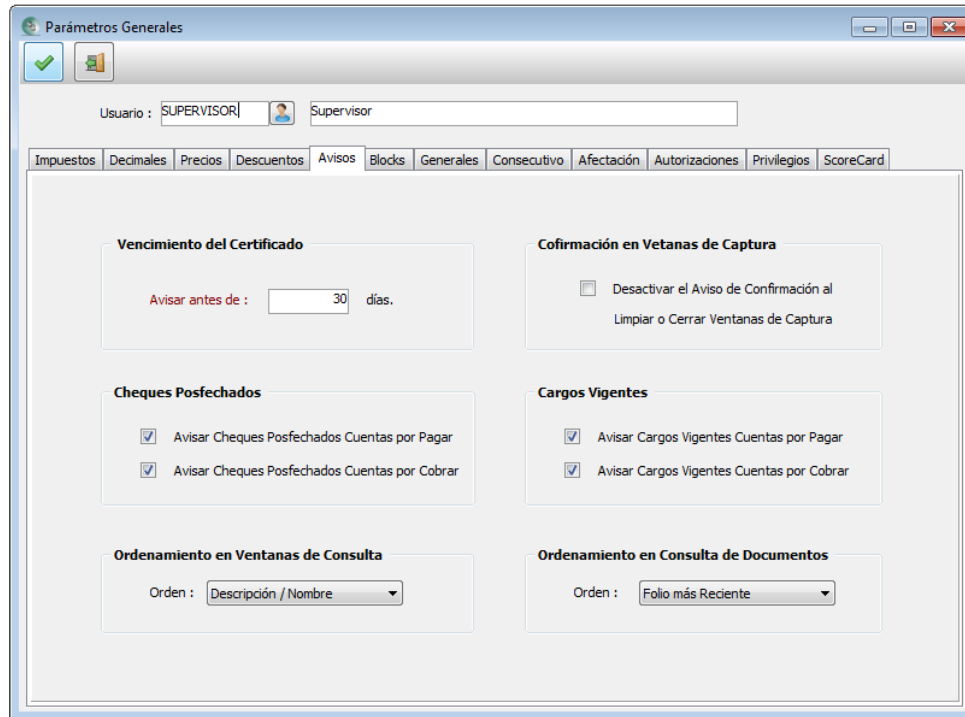 Parámetros Generales
Usuario : SUPERVISOR Supervisor
Impuestos Decimales Precios Descuentos Avisos Blocks Generales Consecutivo Afectación Autorizaciones Privilegios ScoreCard
Vencimiento del Certificado
Avisar antes de : 30 días.
Cofirmación en Vetanas de Captura
Desactivar el Aviso de Confirmación al
Limpiar o Cerrar Ventanas de Captura
Cheques Posfechados
Avisar Cheques Posfechados Cuentas por Pagar
Avisar Cheques Posfechados Cuentas por Cobrar
Cargos Vigentes
Avisar Cargos Vigentes Cuentas por Pagar
Avisar Cargos Vigentes Cuentas por Cobrar
Ordenamiento en Ventanas de Consulta
Orden : Descripción / Nombre
Ordenamiento en Consulta de Documentos
Orden : Folio más Reciente